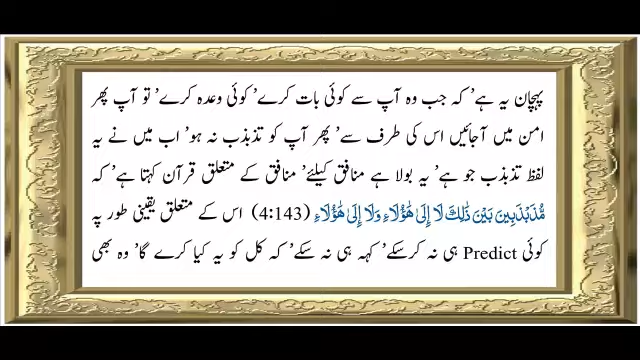 پہچان یہ ہے’ کہ جب وہ آپ سے کوئی بات کرے’ کوئی وعدہ کرے’ تو آپ پھر
امن میں آجائیں اس کی طرف سے’ پھر آپ کو تذبذب نہ ہو’ اب میں نے یہ
لفظ تذبذب جو ہے’ یہ بولا ہے منافق کیلئے’ منافق کے متعلق قرآن کہتا ہے’ کہ
مُّذَبْذَبِينَ بَيْنَ ذٰلِكَ لَا إِلىٰ هٰؤُلَاءِ وَلَا إِلىٰ هٰؤُلَاءِ (4:143) اس کے متعلق یقینی طور پہ
کوئی Predict ہی نہ کرسکے’ کہہ ہی نہ سکے’ کہ کل کو یہ کیا کرے گا’ وہ بھی